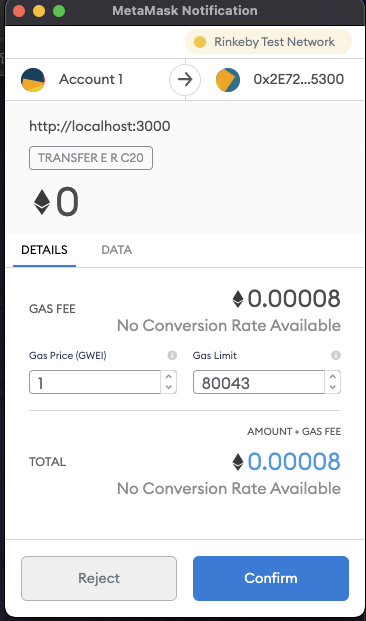 MetaMask Notification
Rinkeby Test Network
Account 1
0x2E72...5300
http://localhost:3000
TRANSFER E R C20
0
DETAILS
DATA
GAS FEE
0.00008
No Conversion Rate Available
Gas Price (GWEI)
Gas Limit
1
80043
AMOUNT + GAS FEE
TOTAL
0.00008
No Conversion Rate Available
Reject
Confirm